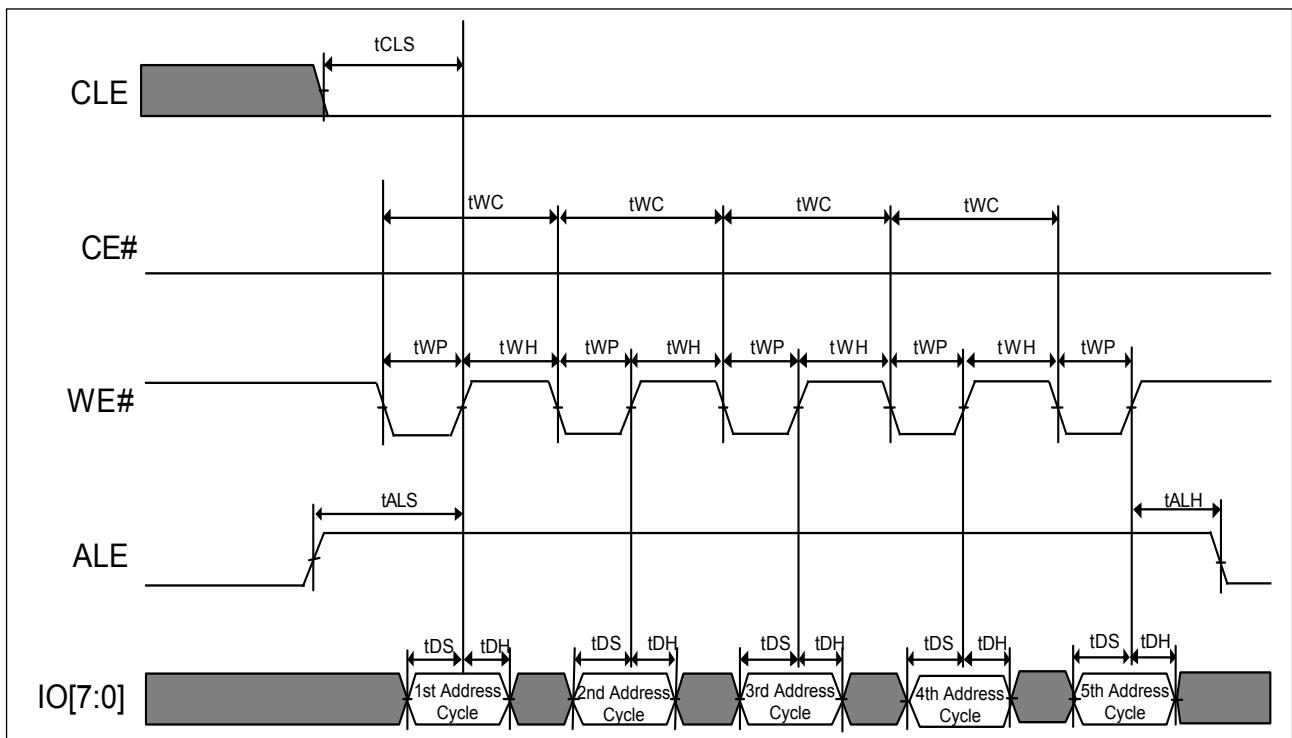 tCLS
CLE
tWC tWC tWC tWC
CE#
tWP tWH tWP tWH tWP tWH tWP tWH tWP
WE#
tALS tALH
ALE
tDS tDH tDS tDH tDS tDH tDS tDH tDS tDH
IO[7:0]
1st Address
Cycle
2nd Address
Cycle
3rd Address
Cycle
4th Address
Cycle
5th Address
Cycle